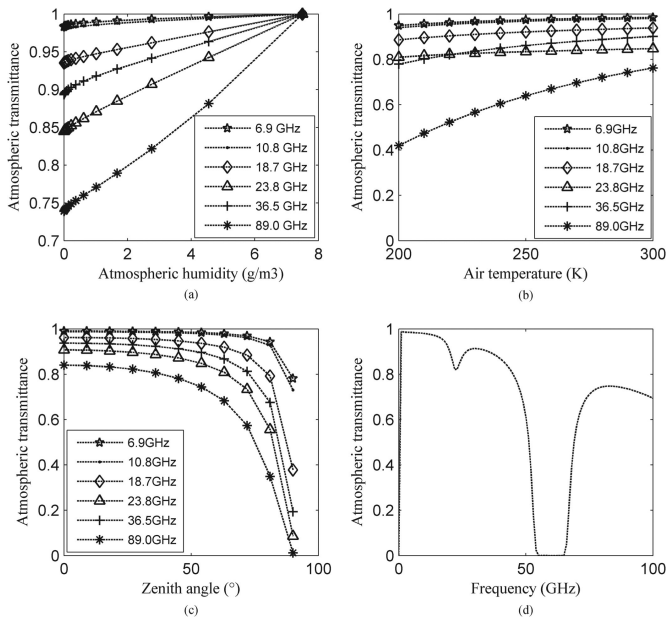 Atmospheric transmittance
1
0.95
0.9
0.85
0.8
0.75
0.7
6.9 GHz
10.8 GHz
18.7 GHz
23.8 GHz
36.5 GHz
89.0 GHz
0
2
4
6
8
Atmospheric humidity (g/m3)
(a)
Atmospheric transmittance
1
0.8
0.6
0.4
0.2
0
6.9GHz
10.8GHz
18.7GHz
23.8GHz
36.5GHz
89.0GHz
200
250
300
Air temperature (K)
(b)
Atmospheric transmittance
1
0.8
0.6
0.4
0.2
0
6.9GHz
10.8GHz
18.7GHz
23.8GHz
36.5GHz
89.0GHz
0
20
40
60
80
100
Zenith angle (°)
(c)
Atmospheric transmittance
1
0.8
0.6
0.4
0.2
0
0
50
100
Frequency (GHz)
(d)